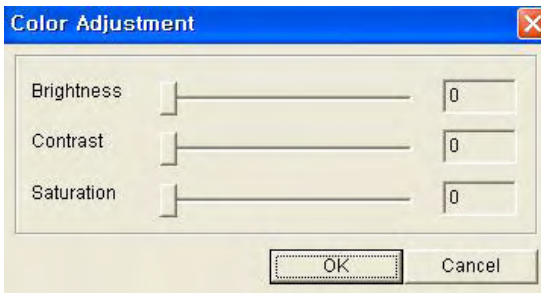 Color Adjustment
Brightness 0
Contrast 0
Saturation 0
OK Cancel